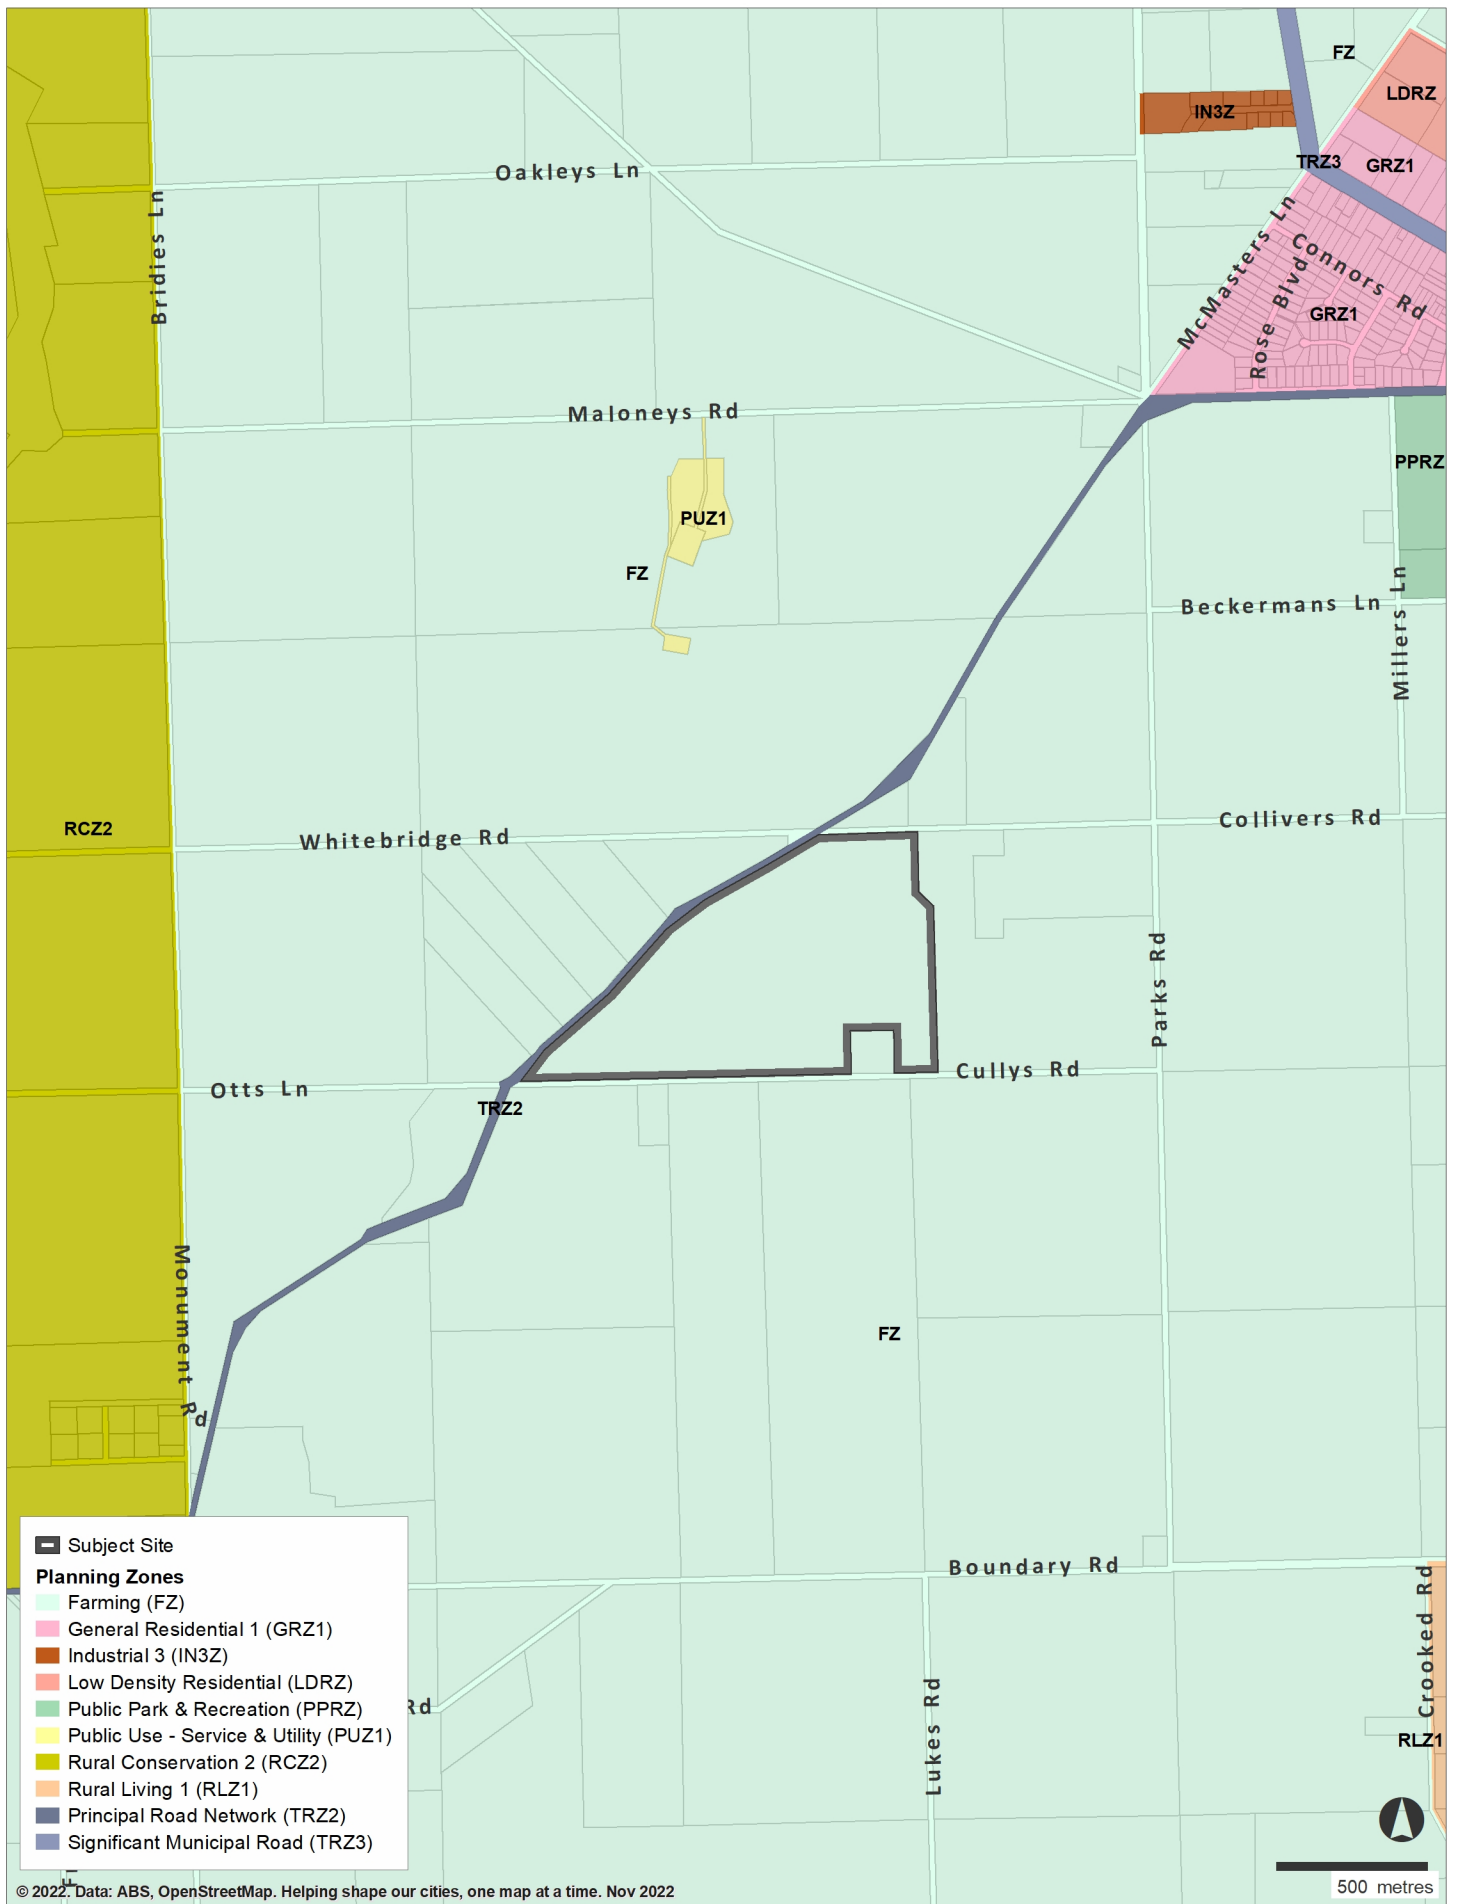 FZ
LDRZ
IN3Z
TRZ3
GRZ1
Oakleys Ln
Bridies Ln
McMasters Ln
Connors Rd
Rose Blvd
GRZ1
Maloneys Rd
PPRZ
PUZ1
FZ
Beckermans Ln
Millers Ln
RCZ2
Whitebridge Rd
Collivers Rd
Parks Rd
Otts Ln
Cullys Rd
TRZ2
Monument Rd
FZ
Boundary Rd
Crooked Rd
Rd
Lukes Rd
RLZ1
Subject Site
Planning Zones
Farming (FZ)
General Residential 1 (GRZ1)
Industrial 3 (IN3Z)
Low Density Residential (LDRZ)
Public Park & Recreation (PPRZ)
Public Use - Service & Utility (PUZ1)
Rural Conservation 2 (RCZ2)
Rural Living 1 (RLZ1)
Principal Road Network (TRZ2)
Significant Municipal Road (TRZ3)
© 2022. Data: ABS, OpenStreetMap. Helping shape our cities, one map at a time. Nov 2022
500 metres